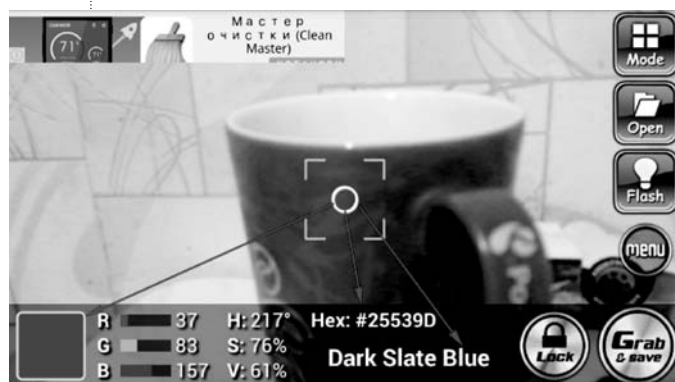 Мастер
очистки (Clean
Master)
71°
Mode
Open
Flash
menu
R 37 H: 217° Hex: #25539D
G 83 S: 76%
B 157 V: 61%
Dark Slate Blue
Lock
Grab
& save